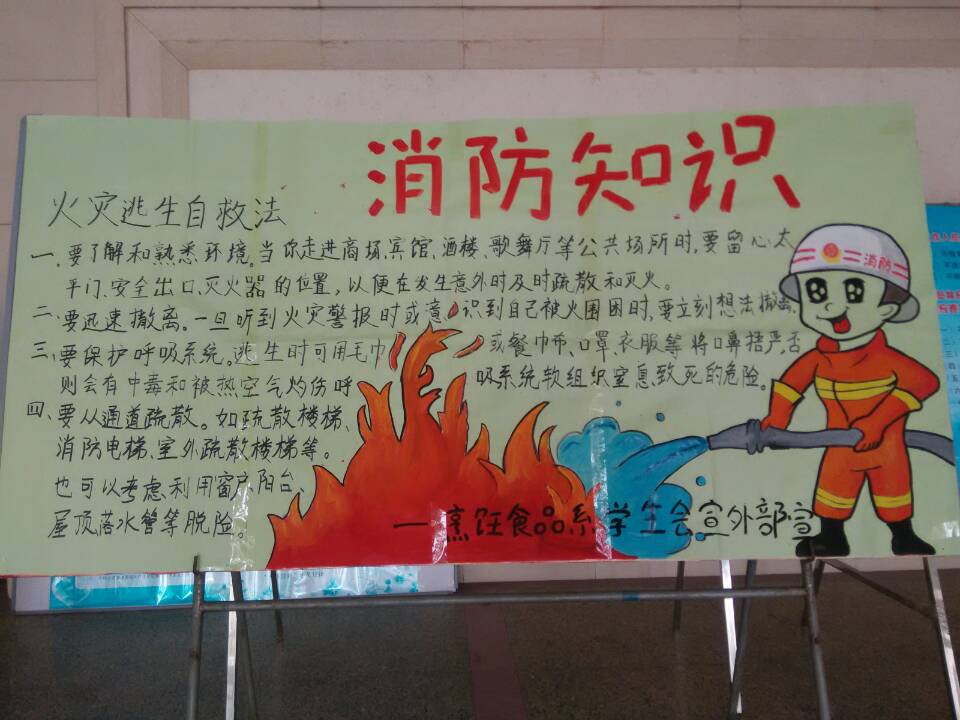 消防知识
火灾逃生自救法
一、要了解和熟悉环境。当你走进商场、宾馆、酒楼、歌舞厅等公共场所时,要留心太
平门、安全出口、灭火器的位置,以便在发生意外时及时疏散和灭火。
二、要迅速撤离。一旦听到火灾警报时或意识到自己被火围困时,要立刻想法撤离。
三、要保护呼吸系统。逃生时可用毛巾或餐巾布、口罩、衣服等将口鼻捂严,否
则会有中毒和被热空气灼伤呼吸系统软组织窒息致死的危险。
四、要从通道疏散。如疏散楼梯、
消防电梯、室外疏散楼梯等。
也可以考虑利用窗户、阳台、
屋顶、落水管等脱险。
消防
—烹饪食品系学生会宣外部宣